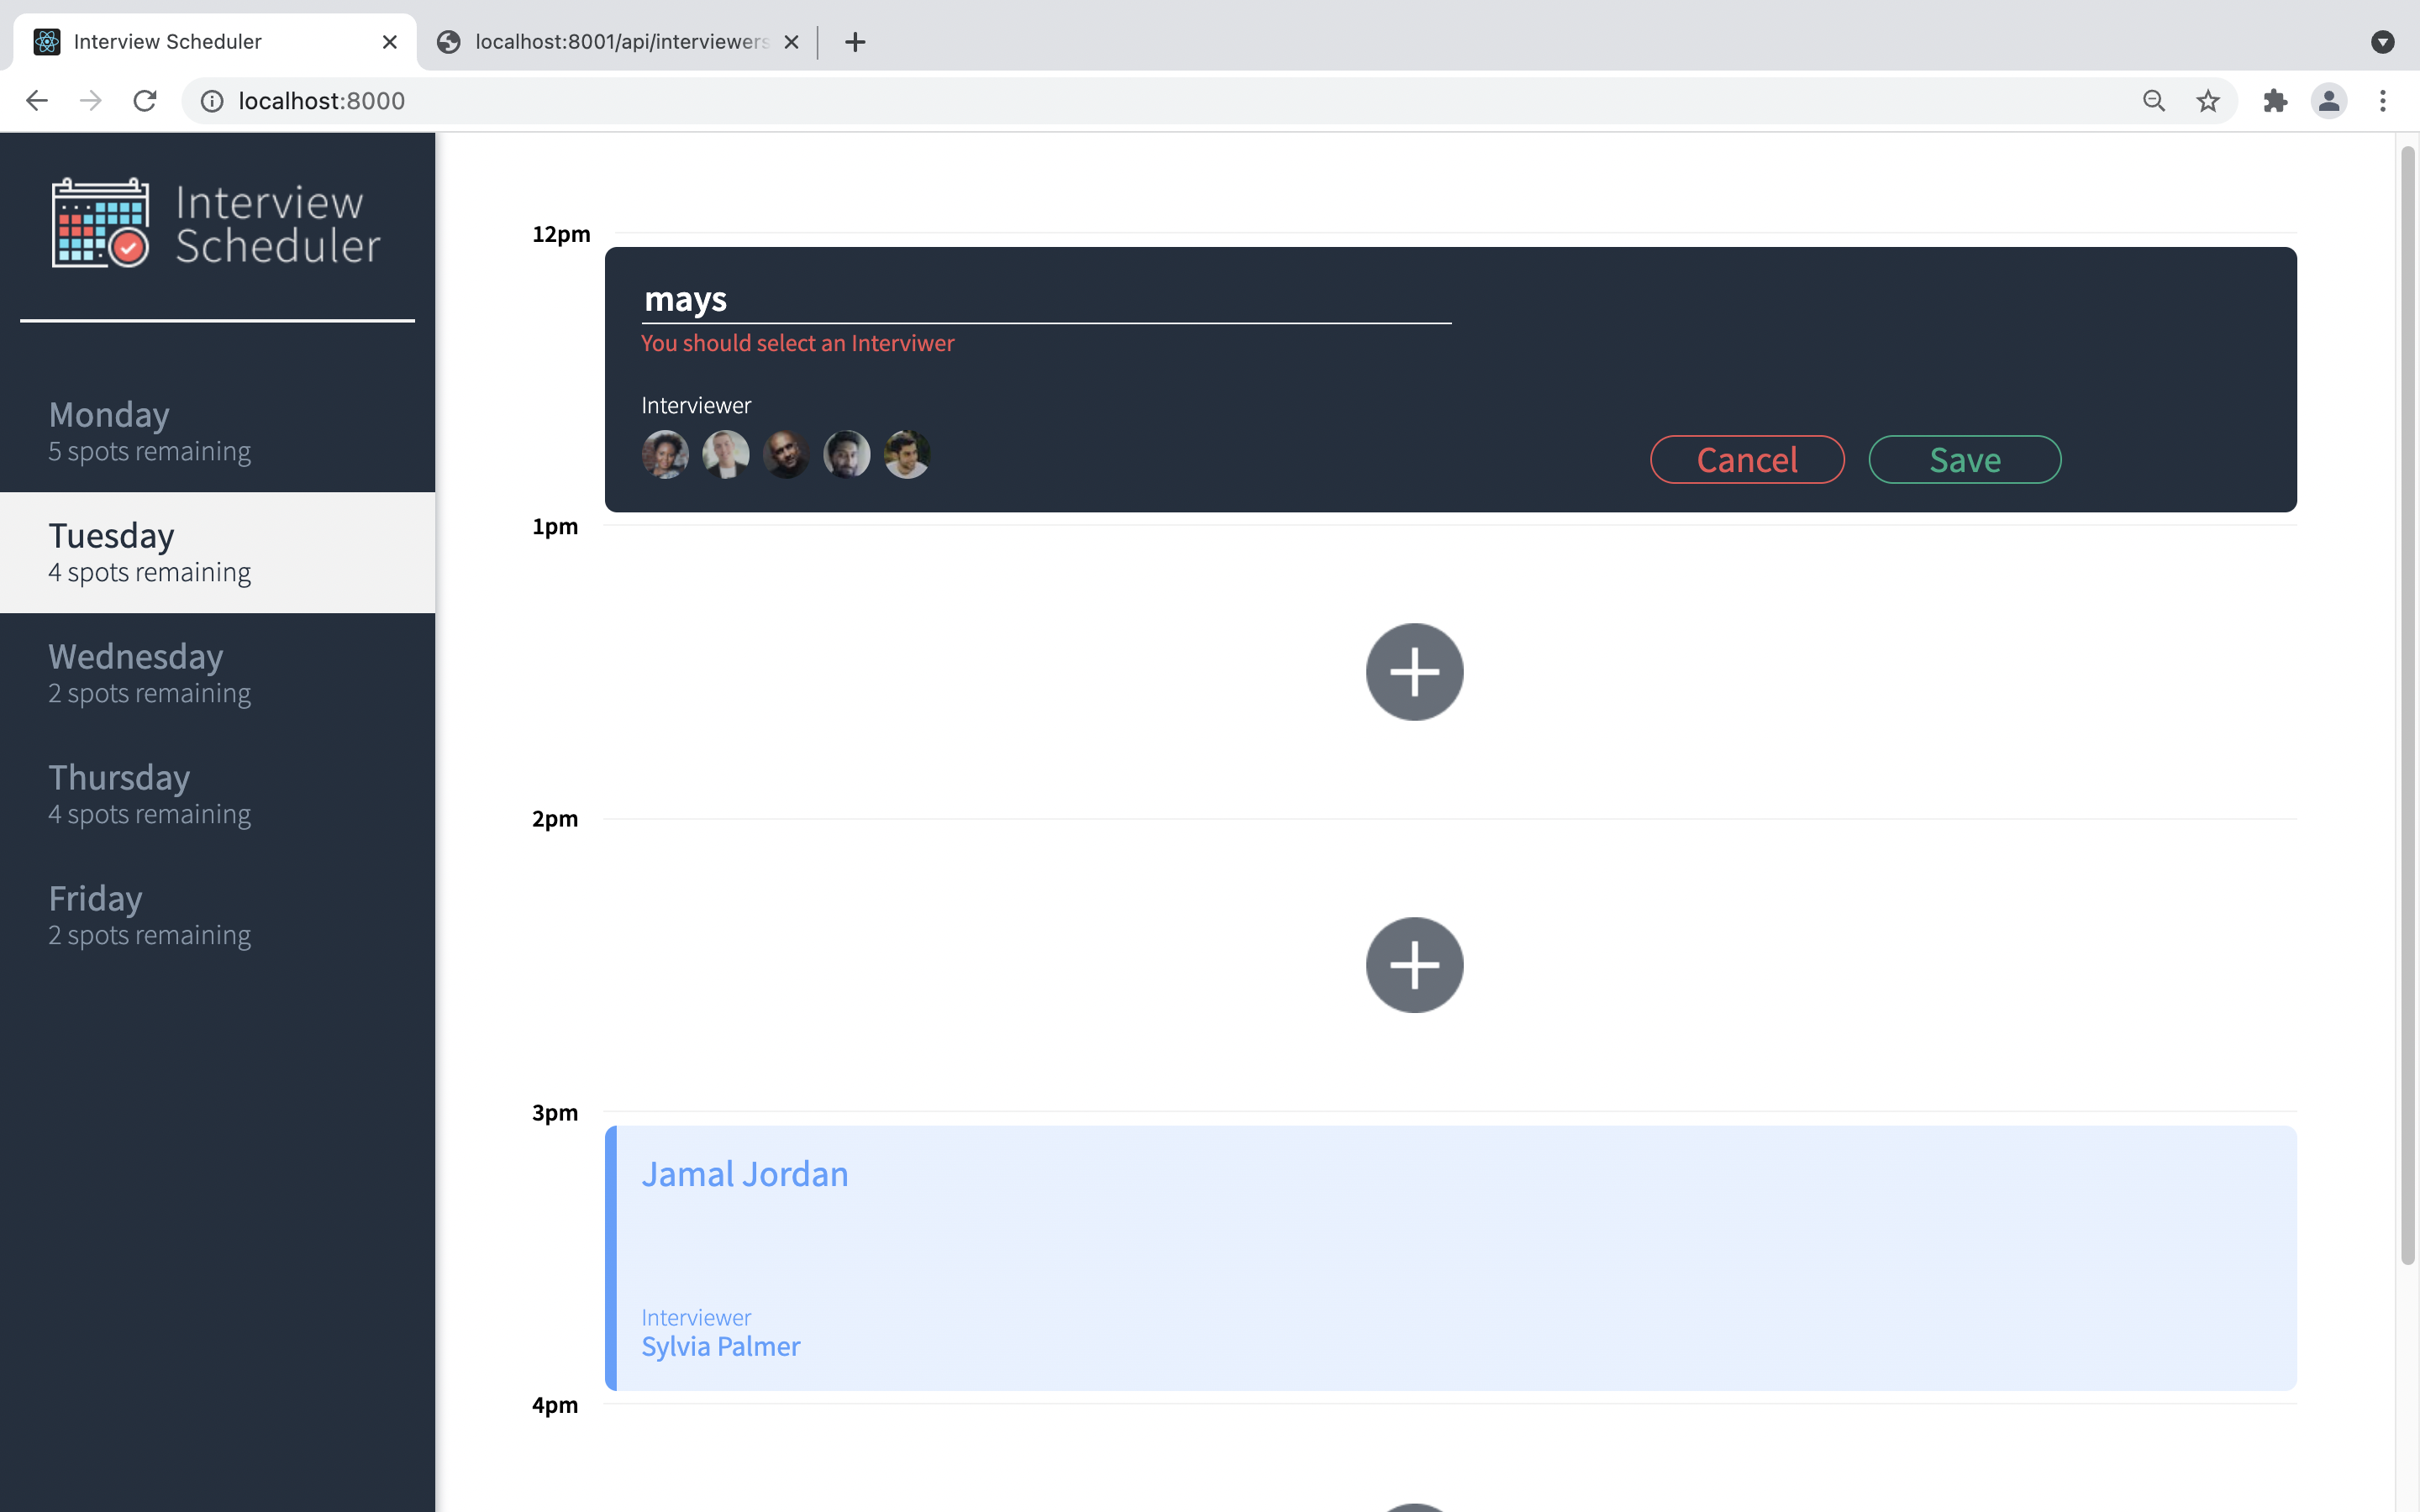 Interview Scheduler
localhost:8001/api/interviewers
localhost:8000
Interview
Scheduler
Monday
5 spots remaining
Tuesday
4 spots remaining
Wednesday
2 spots remaining
Thursday
4 spots remaining
Friday
2 spots remaining
12pm
mays
You should select an Interviwer
Interviewer
Cancel
Save
1pm
2pm
3pm
Jamal Jordan
Interviewer
Sylvia Palmer
4pm